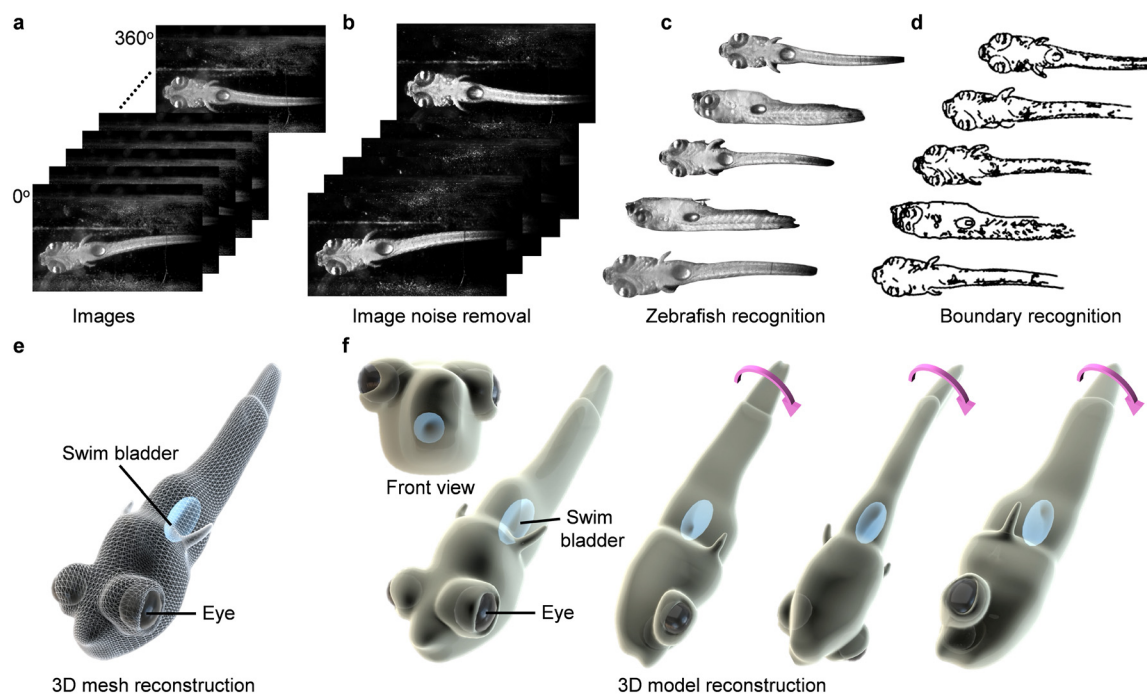 a
b
c
d
360º
0º
Images
Image noise removal
Zebrafish recognition
Boundary recognition
e
f
Swim bladder
Eye
3D mesh reconstruction
Front view
Swim
bladder
Eye
3D model reconstruction